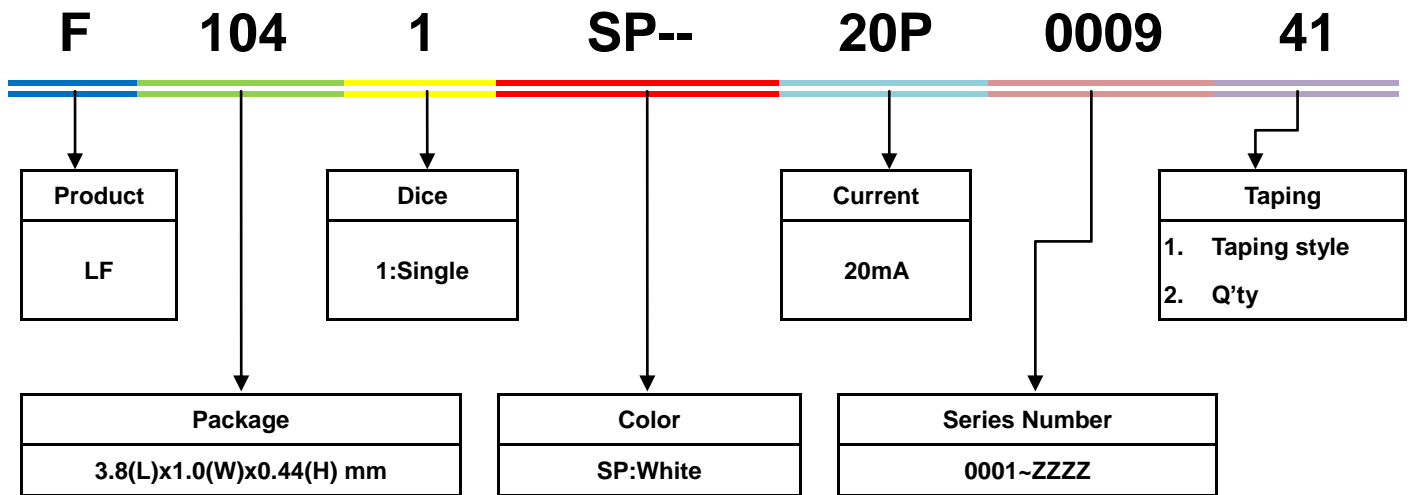 F 104 1 SP-- 20P 0009 41
Product
LF
Dice
1:Single
Current
20mA
Taping
1. Taping style
2. Q’ty
Package
3.8(L)x1.0(W)x0.44(H) mm
Color
SP:White
Series Number
0001~ZZZZ